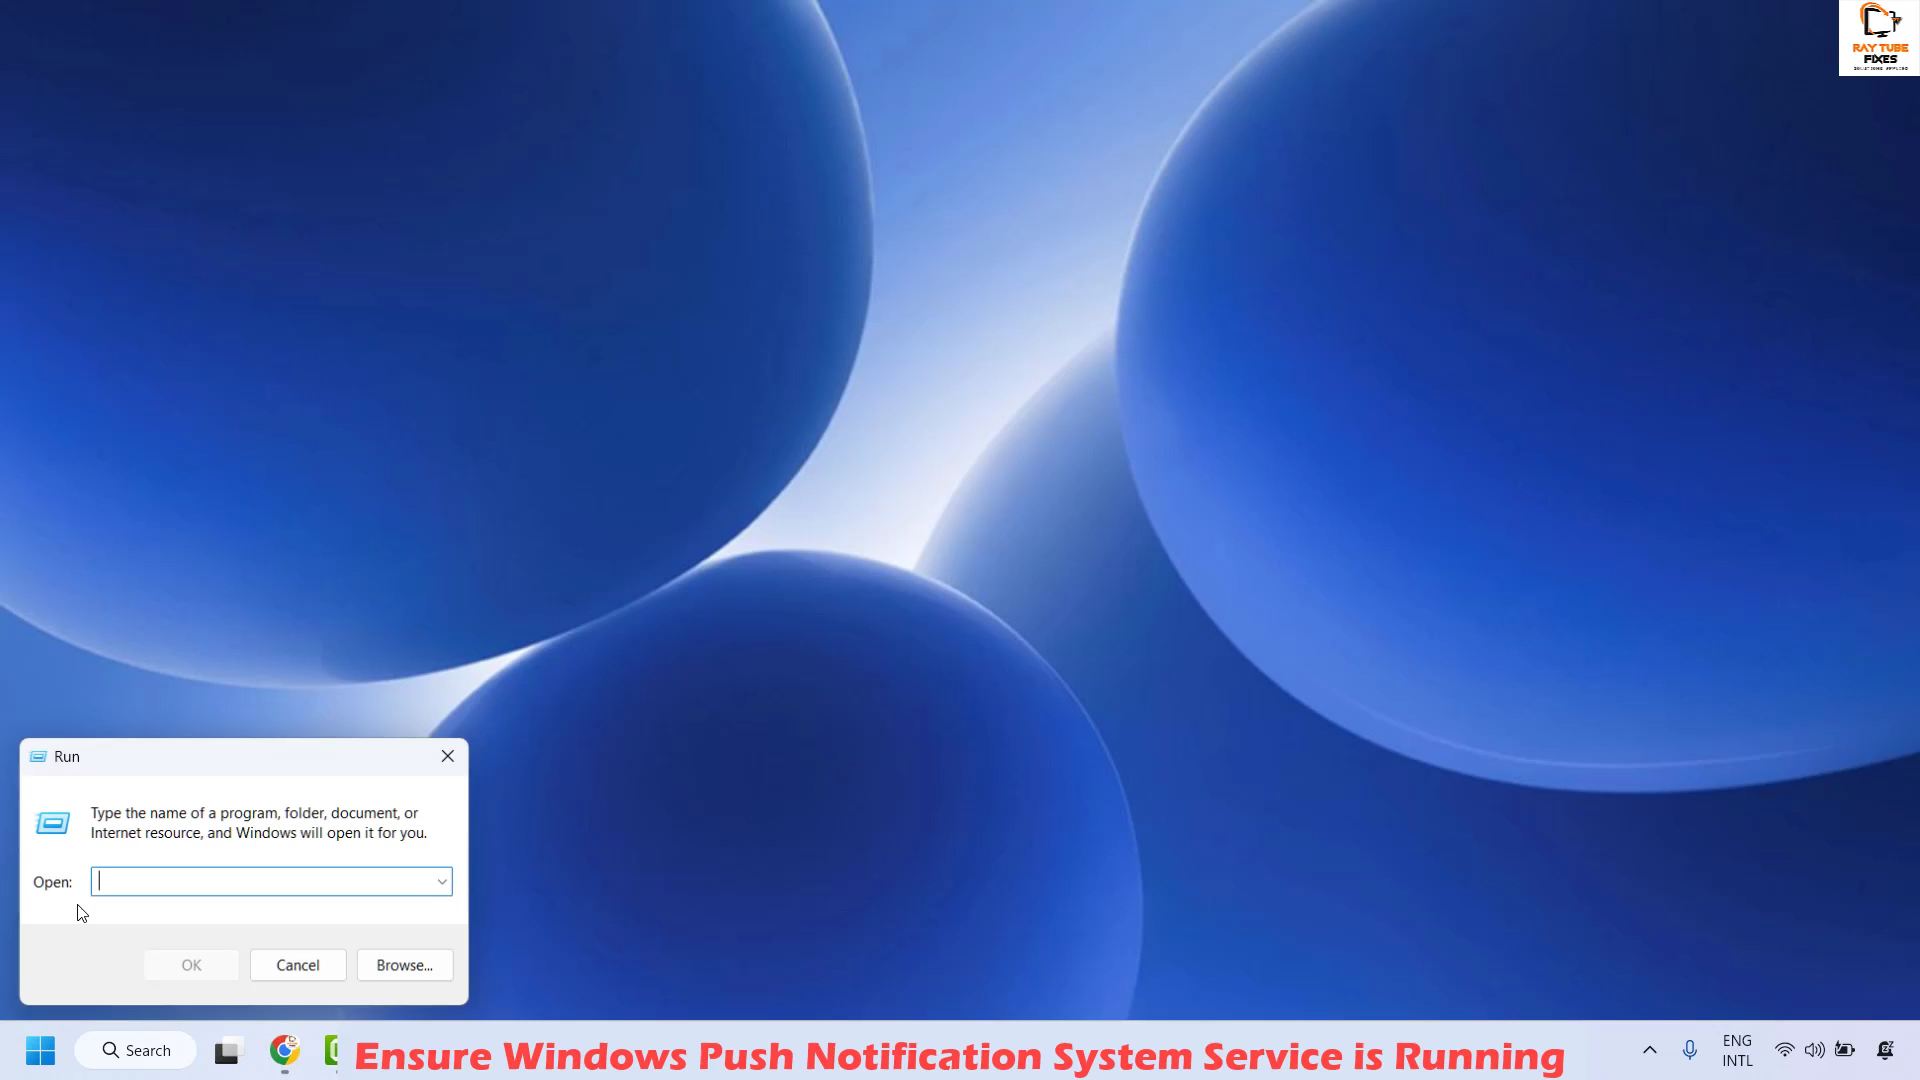 RAY TUBE
FIXES
Run
Type the name of a program, folder, document, or
Internet resource, and Windows will open it for you.
Open:
OK
Cancel
Browse...
Search
Ensure Windows Push Notification System Service is Running
ENG
INTL